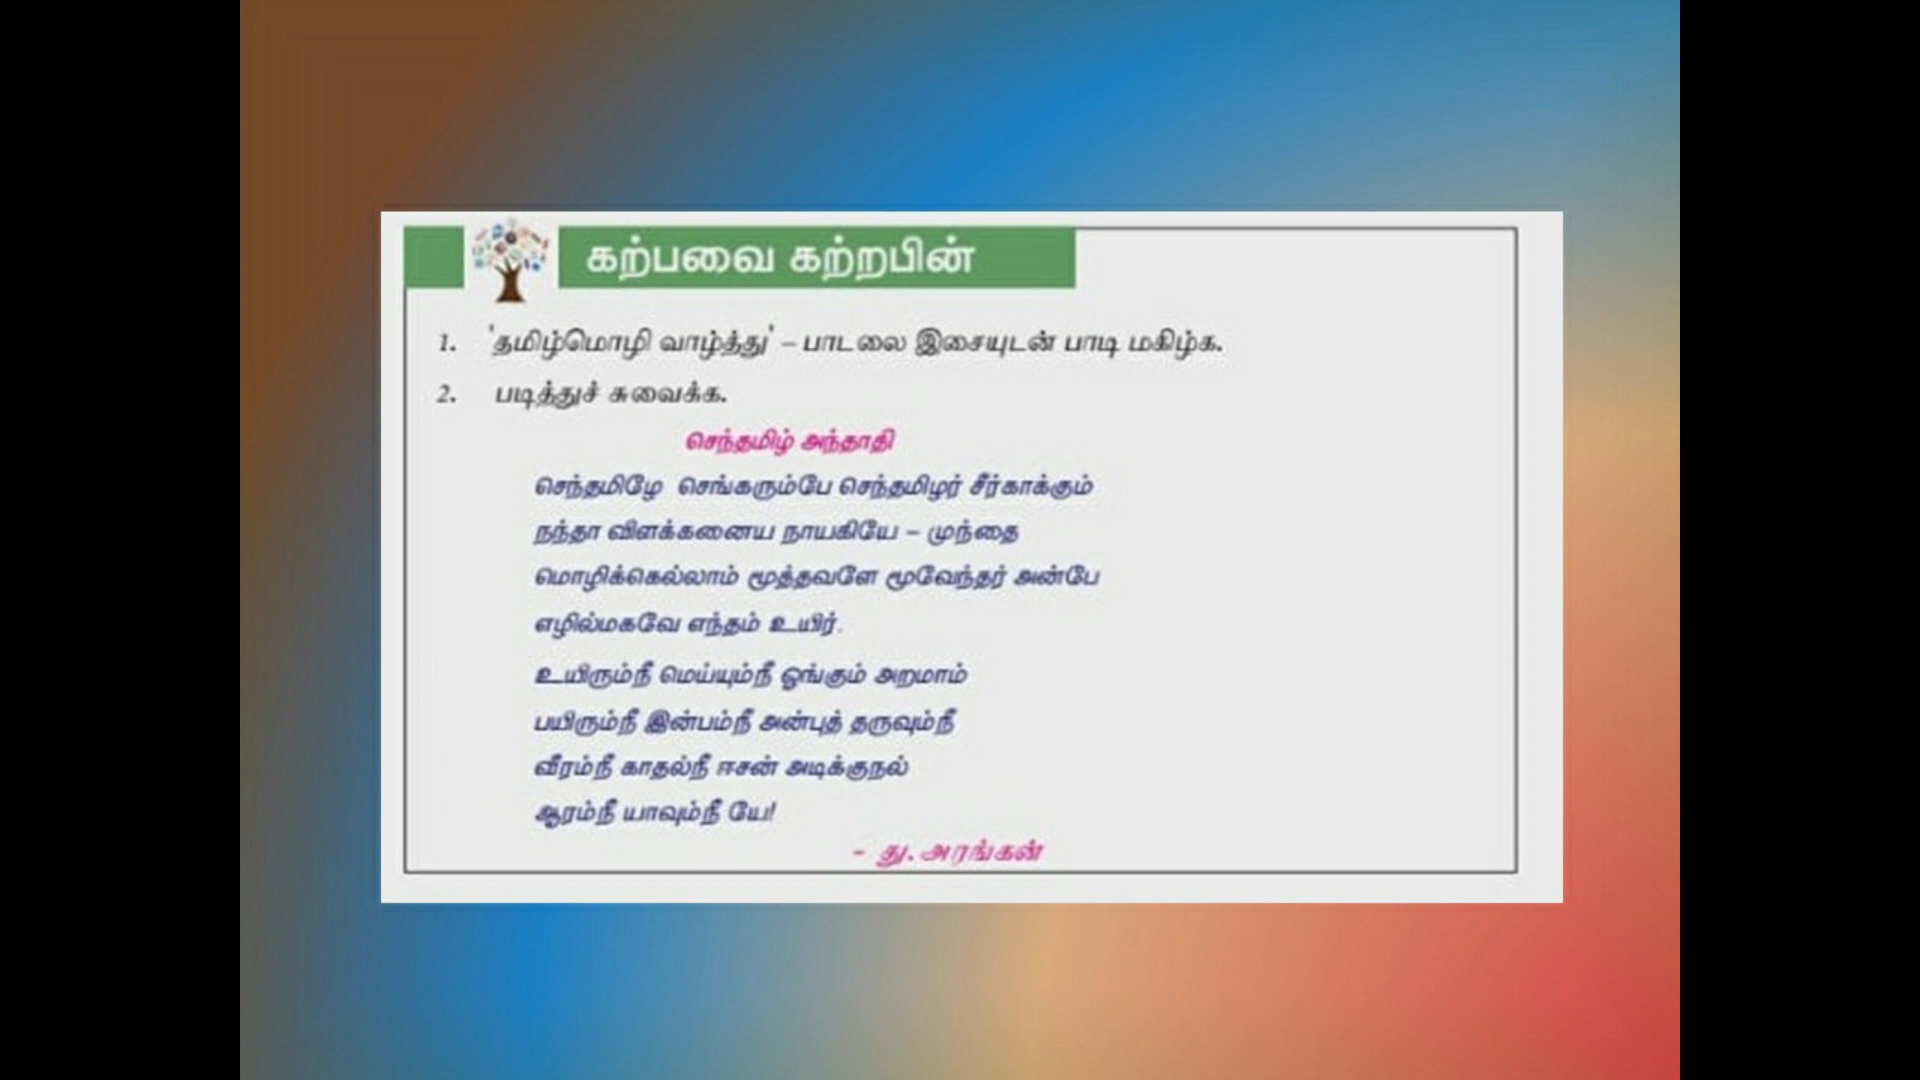 கற்பவை கற்றபின்
1. 'தமிழ்மொழி வாழ்த்து' – பாடலை இசையுடன் பாடி மகிழ்க.
2. படித்துச் சுவைக்க.
செந்தமிழ் அந்தாதி
செந்தமிழே செங்கரும்பே செந்தமிழர் சீர்காக்கும்
நந்தா விளக்கனைய நாயகியே – முந்தை
மொழிக்கெல்லாம் மூத்தவளே மூவேந்தர் அன்பே
எழில்மகவே எந்தம் உயிர்.
உயிரும்நீ மெய்யும்நீ ஓங்கும் அறமாம்
பயிரும்நீ இன்பம்நீ அன்புத் தருவும்நீ
வீரம்நீ காதல்நீ ஈசன் அடிக்குநல்
ஆரம்நீ யாவும்நீ யே!
– து. அரங்கன்